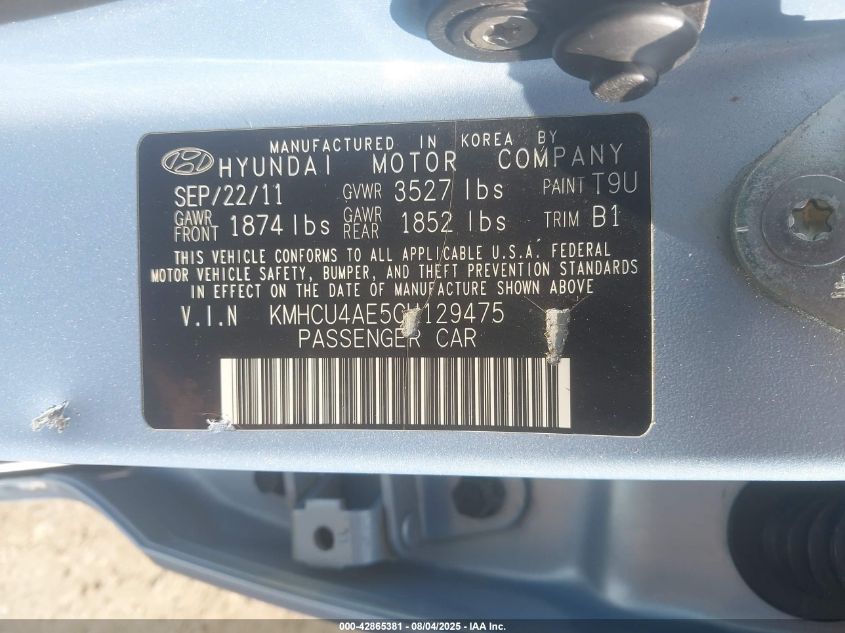 MANUFACTURED IN KOREA BY
HYUNDAI MOTOR COMPANY
SEP/22/11 GVWR 3527 lbs PAINT T9U
GAWR FRONT 1874 lbs GAWR REAR 1852 lbs TRIM B1
THIS VEHICLE CONFORMS TO ALL APPLICABLE U.S.A. FEDERAL
MOTOR VEHICLE SAFETY, BUMPER, AND THEFT PREVENTION STANDARDS
IN EFFECT ON THE DATE OF MANUFACTURE SHOWN ABOVE
V.I.N KMHCU4AE5CU129475
PASSENGER CAR
000-42865381 - 08/04/2025 - IAA Inc.